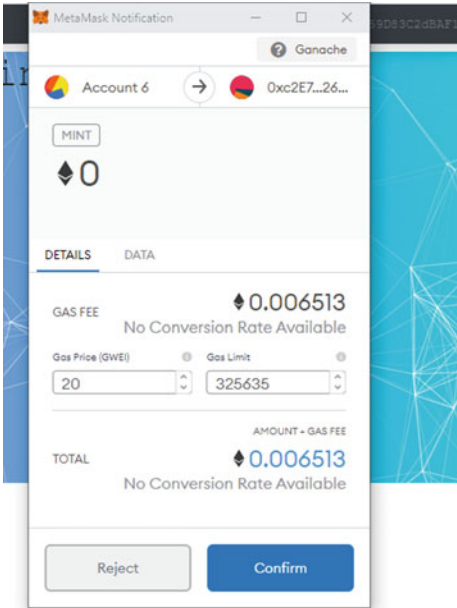 MetaMask Notification
Ganache
Account 6
0xc2E7...26...
MINT
0
DETAILS
DATA
GAS FEE
0.006513
No Conversion Rate Available
Gas Price (GWEI)
Gas Limit
20
325635
AMOUNT + GAS FEE
TOTAL
0.006513
No Conversion Rate Available
Reject
Confirm